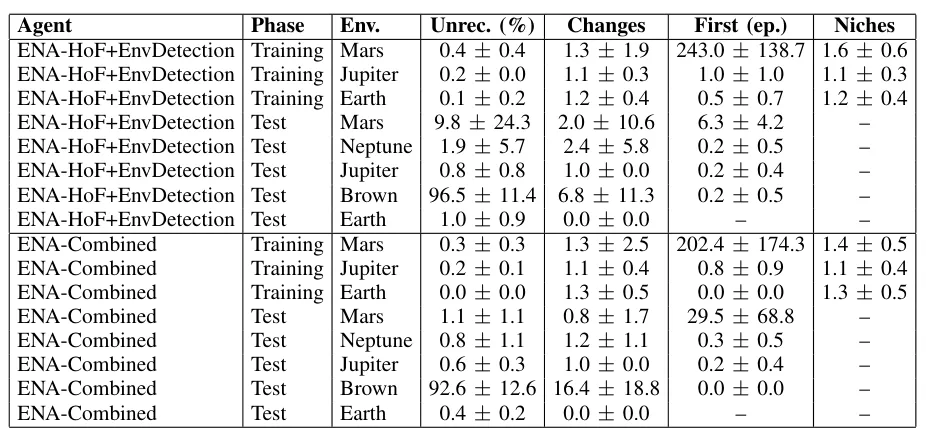 Agent Phase Env. Unrec. (%) Changes First (ep.) Niches
ENA-HoF+EnvDetection Training Mars 0.4 ± 0.4 1.3 ± 1.9 243.0 ± 138.7 1.6 ± 0.6
ENA-HoF+EnvDetection Training Jupiter 0.2 ± 0.0 1.1 ± 0.3 1.0 ± 1.0 1.1 ± 0.3
ENA-HoF+EnvDetection Training Earth 0.1 ± 0.2 1.2 ± 0.4 0.5 ± 0.7 1.2 ± 0.4
ENA-HoF+EnvDetection Test Mars 9.8 ± 24.3 2.0 ± 10.6 6.3 ± 4.2 –
ENA-HoF+EnvDetection Test Neptune 1.9 ± 5.7 2.4 ± 5.8 0.2 ± 0.5 –
ENA-HoF+EnvDetection Test Jupiter 0.8 ± 0.8 1.0 ± 0.0 0.2 ± 0.4 –
ENA-HoF+EnvDetection Test Brown 96.5 ± 11.4 6.8 ± 11.3 0.2 ± 0.5 –
ENA-HoF+EnvDetection Test Earth 1.0 ± 0.9 0.0 ± 0.0 – –
ENA-Combined Training Mars 0.3 ± 0.3 1.3 ± 2.5 202.4 ± 174.3 1.4 ± 0.5
ENA-Combined Training Jupiter 0.2 ± 0.1 1.1 ± 0.4 0.8 ± 0.9 1.1 ± 0.4
ENA-Combined Training Earth 0.0 ± 0.0 1.3 ± 0.5 0.0 ± 0.0 1.3 ± 0.5
ENA-Combined Test Mars 1.1 ± 1.1 0.8 ± 1.7 29.5 ± 68.8 –
ENA-Combined Test Neptune 0.8 ± 1.1 1.2 ± 1.1 0.3 ± 0.5 –
ENA-Combined Test Jupiter 0.6 ± 0.3 1.0 ± 0.0 0.2 ± 0.4 –
ENA-Combined Test Brown 92.6 ± 12.6 16.4 ± 18.8 0.0 ± 0.0 –
ENA-Combined Test Earth 0.4 ± 0.2 0.0 ± 0.0 – –